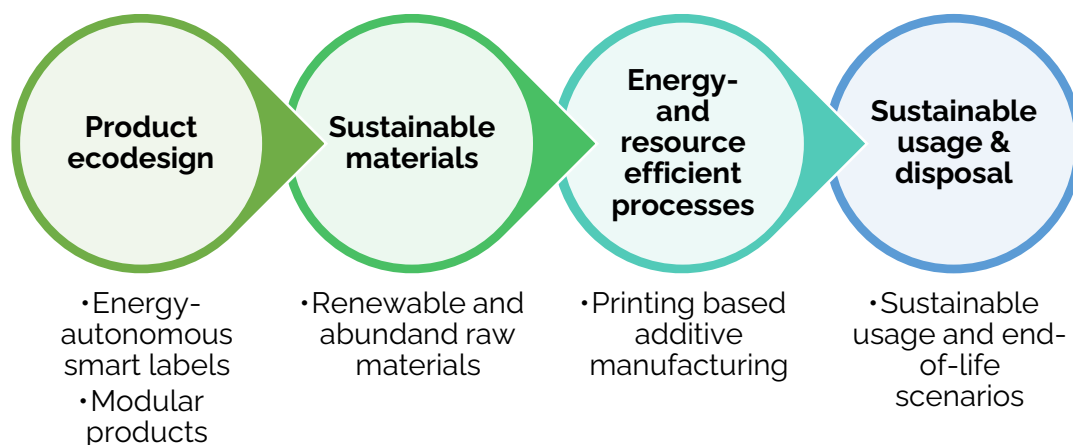 Product
ecodesign
Sustainable
materials
Energy-
and
resource
efficient
processes
Sustainable
usage &
disposal
•Energy-
autonomous
smart labels
•Modular
products
•Renewable and
abundand raw
materials
•Printing based
additive
manufacturing
•Sustainable
usage and end-
of-life
scenarios